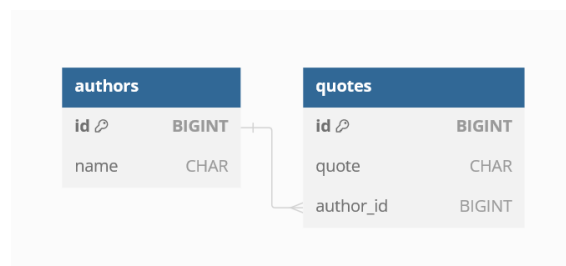 authors
id BIGINT
name CHAR
quotes
id BIGINT
quote CHAR
author_id BIGINT